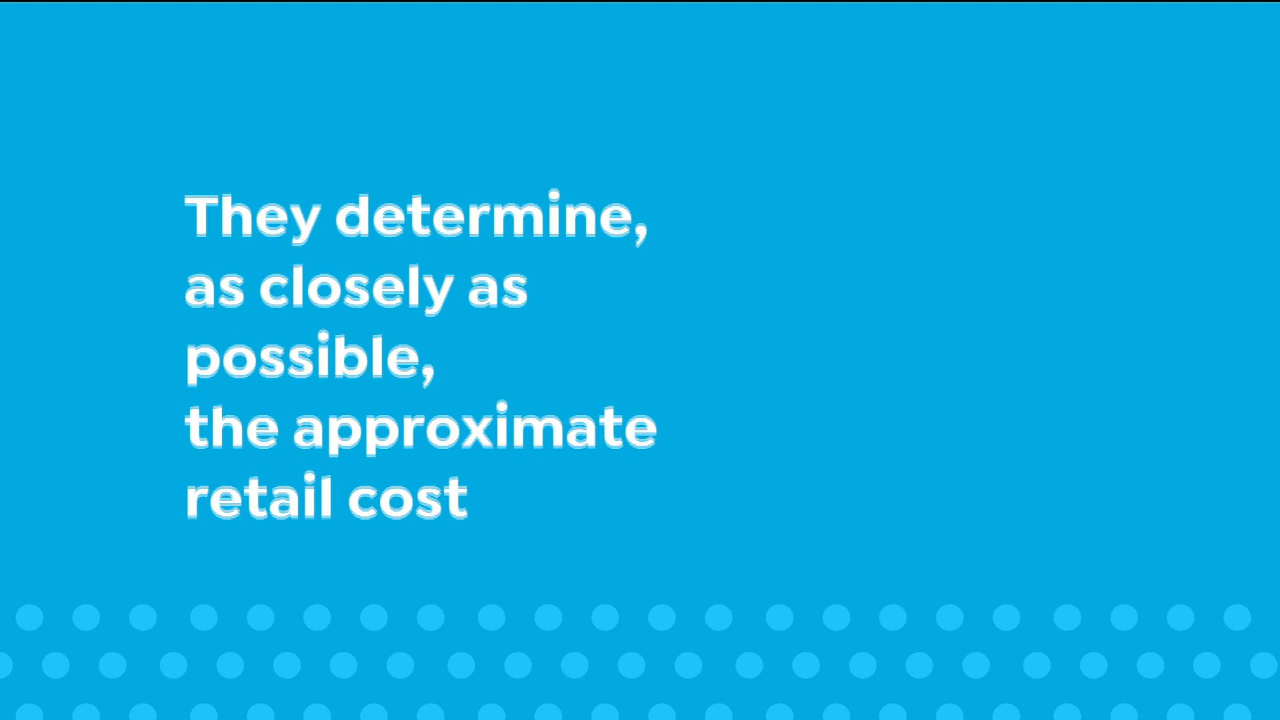 They determine,
as closely as
possible,
the approximate
retail cost